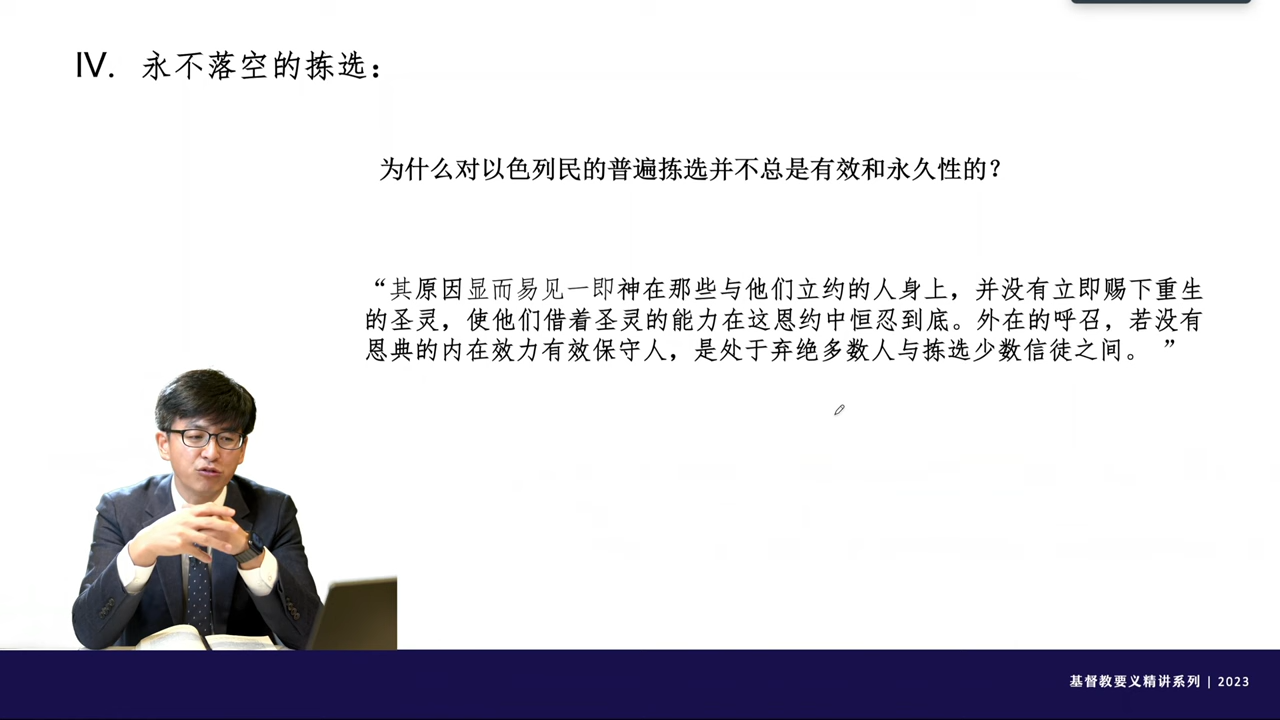 IV. 永不落空的拣选：
为什么对以色列民的普遍拣选并不总是有效和永久性的？
“其原因显而易见一即神在那些与他们立约的人身上，并没有立即赐下重生
的圣灵，使他们借着圣灵的能力在这恩约中恒忍到底。外在的呼召，若没有
恩典的内在效力有效保守人，是处于弃绝多数人与拣选少数信徒之间。 ”
基督教要义精讲系列 | 2023